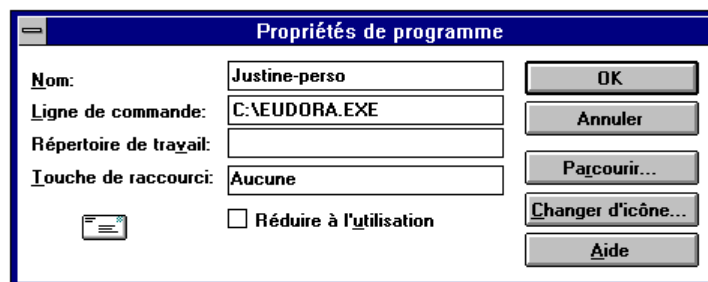 Propriétés de programme
Nom: Justine-perso
Ligne de commande: C:\EUDORA.EXE
Répertoire de travail:
Touche de raccourci: Aucune
Réduire à l'utilisation
OK
Annuler
Parcourir...
Changer d'icône...
Aide